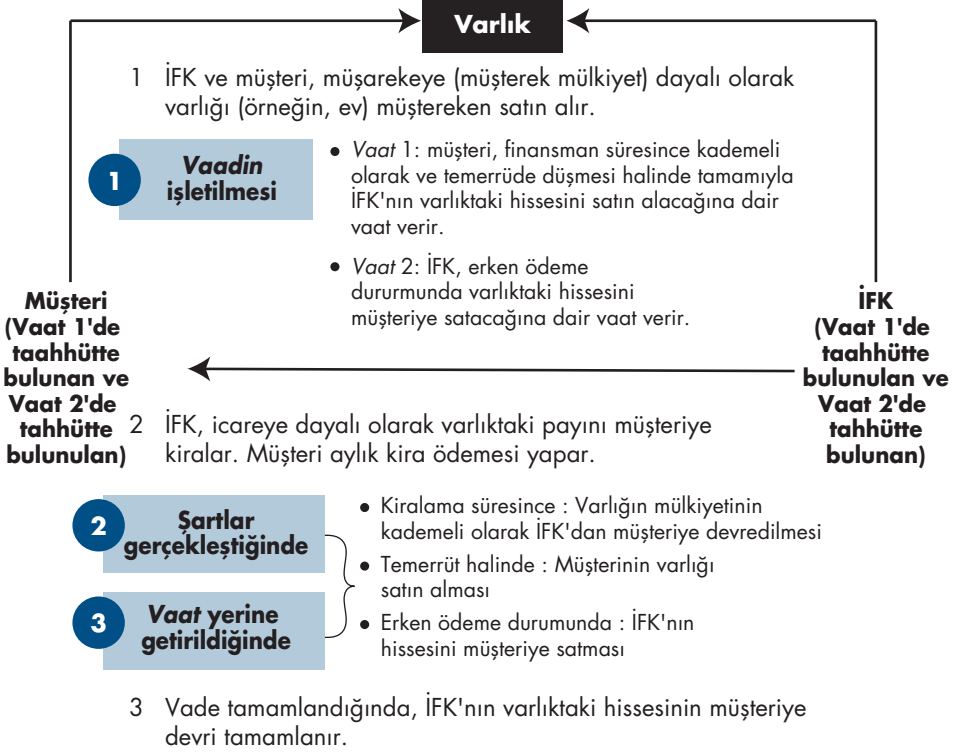 Varlık
1 İFK ve müşteri, müşarekeye (müşterek mülkiyet) dayalı olarak
varlığı (örneğin, ev) müştereken satın alır.
1
Vaadin
işletilmesi
• Vaat 1: müşteri, finansman süresince kademeli
olarak ve temerrüde düşmesi halinde tamamıyla
İFK'nın varlıktaki hissesini satın alacağına dair
vaat verir.
• Vaat 2: İFK, erken ödeme
dururmunda varlıktaki hissesini
müşteriye satacağına dair vaat verir.
Müşteri
(Vaat 1'de
taahhütte
bulunan ve
Vaat 2'de
tahhütte
bulunulan)
İFK
(Vaat 1'de
taahhütte
bulunulan ve
Vaat 2'de
tahhütte
bulunan)
2 İFK, icareye dayalı olarak varlıktaki payını müşteriye
kiralar. Müşteri aylık kira ödemesi yapar.
2
Şartlar
gerçekleştiğinde
3
Vaat yerine
getirildiğinde
• Kiralama süresince : Varlığın mülkiyetinin
kademeli olarak İFK'dan müşteriye devredilmesi
• Temerrüt halinde : Müşterinin varlığı
satın alması
• Erken ödeme durumunda : İFK'nın
hissesini müşteriye satması
3 Vade tamamlandığında, İFK'nın varlıktaki hissesinin müşteriye
devri tamamlanır.